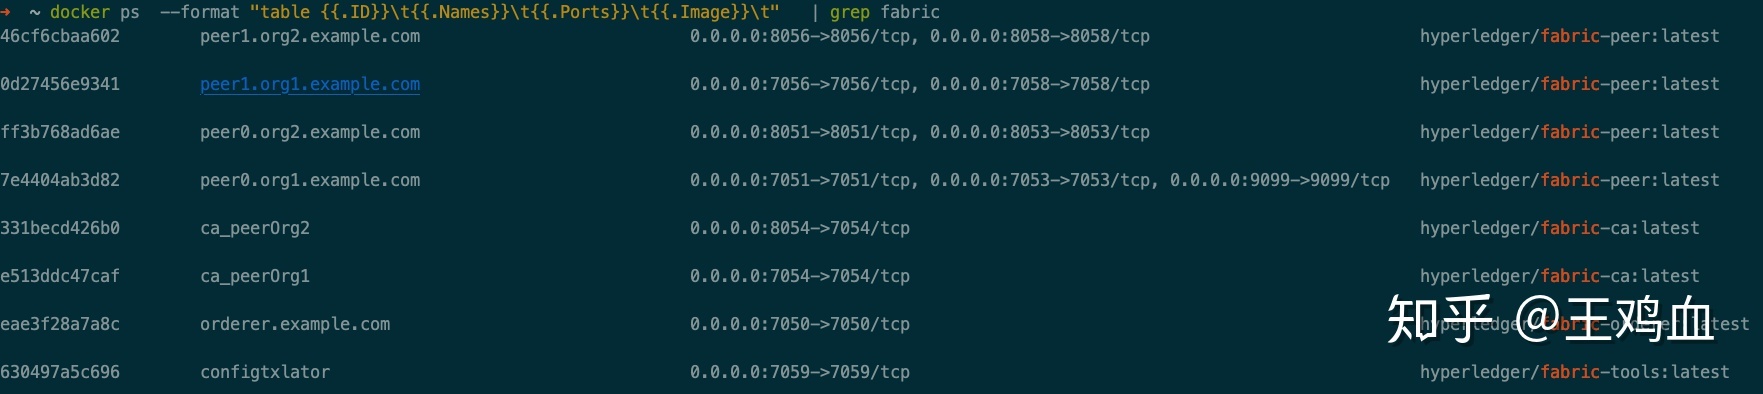 ➜  ~ docker ps  --format "table {{.ID}}\t{{.Names}}\t{{.Ports}}\t{{.Image}}\t"   | grep fabric
46cf6cbaa602 peer1.org2.example.com 0.0.0.0:8056->8056/tcp, 0.0.0.0:8058->8058/tcp hyperledger/fabric-peer:latest
0d27456e9341 peer1.org1.example.com 0.0.0.0:7056->7056/tcp, 0.0.0.0:7058->7058/tcp hyperledger/fabric-peer:latest
ff3b768ad6ae peer0.org2.example.com 0.0.0.0:8051->8051/tcp, 0.0.0.0:8053->8053/tcp hyperledger/fabric-peer:latest
7e4404ab3d82 peer0.org1.example.com 0.0.0.0:7051->7051/tcp, 0.0.0.0:7053->7053/tcp, 0.0.0.0:9099->9099/tcp hyperledger/fabric-peer:latest
331becd426b0 ca_peerOrg2 0.0.0.0:8054->7054/tcp hyperledger/fabric-ca:latest
e513ddc47caf ca_peerOrg1 0.0.0.0:7054->7054/tcp hyperledger/fabric-ca:latest
eae3f28a7a8c orderer.example.com 0.0.0.0:7050->7050/tcp hyperledger/fabric-orderer:latest
知乎 @王鸡血
630497a5c696 configtxlator 0.0.0.0:7059->7059/tcp hyperledger/fabric-tools:latest